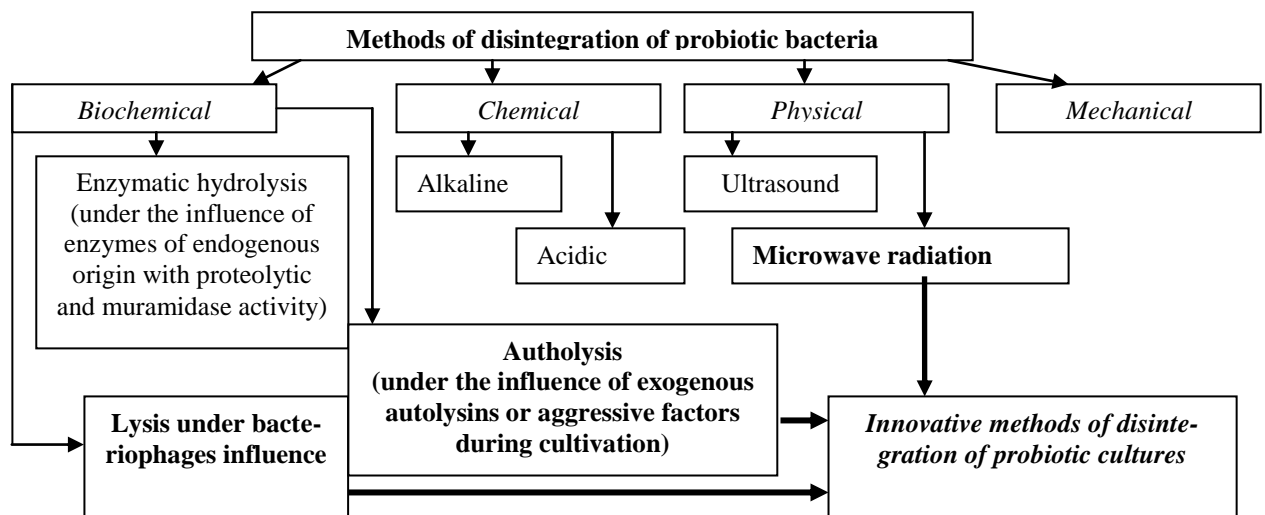 Methods of disintegration of probiotic bacteria
Biochemical
Chemical
Physical
Mechanical
Enzymatic hydrolysis
(under the influence of
enzymes of endogenous
origin with proteolytic
and muramidase activity)
Alkaline
Ultrasound
Acidic
Microwave radiation
Autholysis
(under the influence of exogenous
autolysins or aggressive factors
during cultivation)
Lysis under bacte-
riophages influence
Innovative methods of disinte-
gration of probiotic cultures